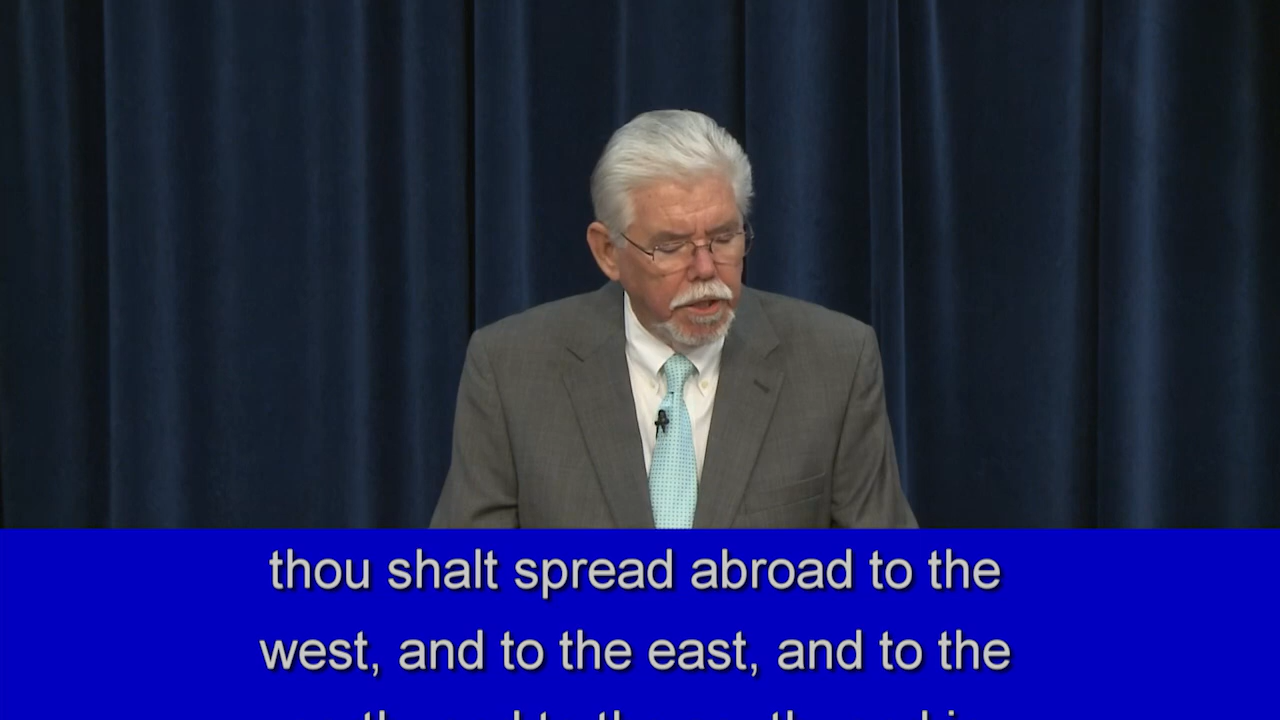 thou shalt spread abroad to the
west, and to the east, and to the